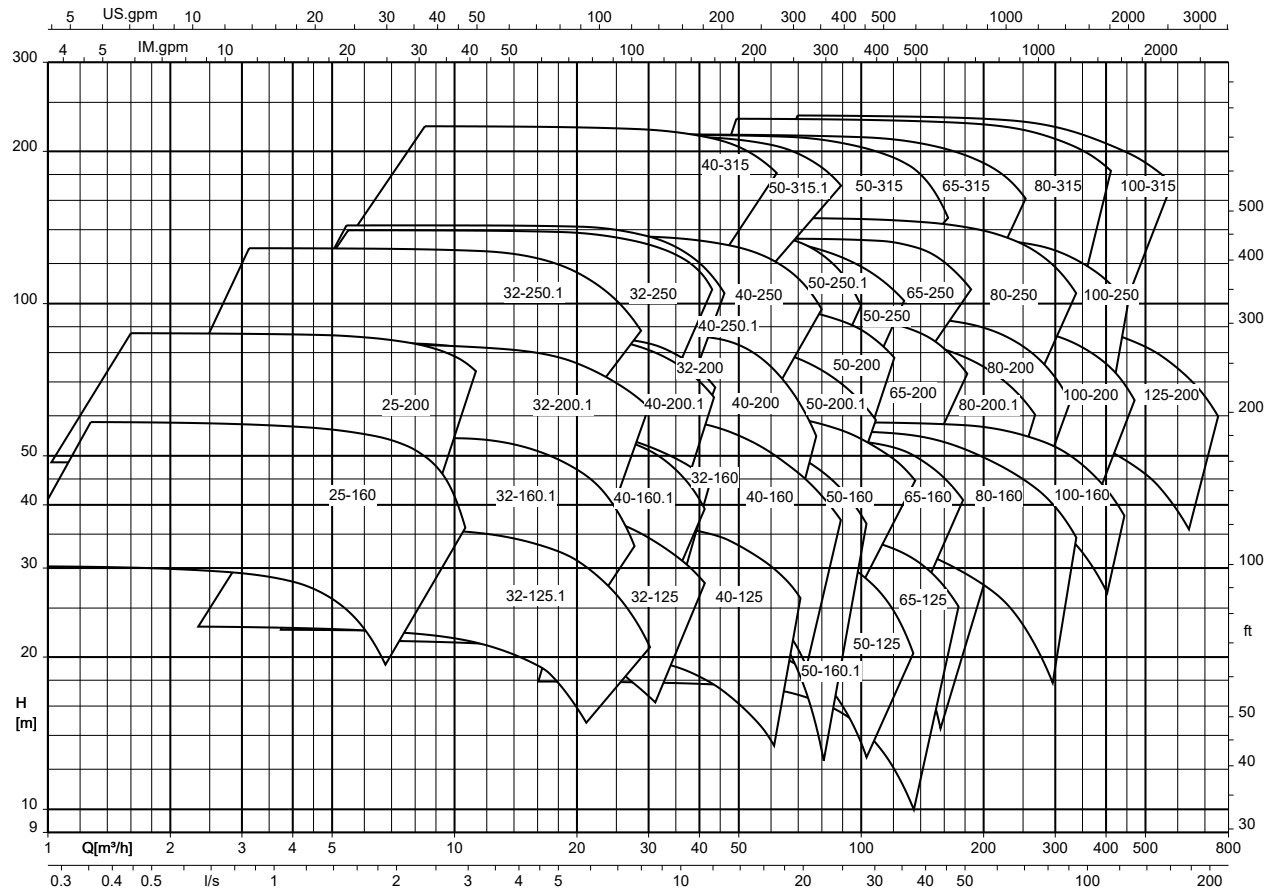 5 US.gpm 10 20 30 40 50 100 200 300 400 500 1000 2000 3000
4 5 IM.gpm 10 20 30 40 50 100 200 300 400 500 1000 2000
300
200
40-315 50-315.1 50-315 65-315 80-315 100-315
500
400
100
32-250.1 32-250 40-250 50-250.1 65-250 80-250 100-250
50-250
40-250.1
300
32-200 50-200 80-200
25-200 32-200.1 40-200.1 40-200 50-200.1 65-200 80-200.1 100-200 125-200
200
50
40
25-160 32-160.1 40-160.1 32-160 40-160 50-160 65-160 80-160 100-160
30
100
32-125.1 32-125 40-125 65-125
ft
20
50-125
50-160.1
H
[m]
50
40
10
9
30
1 Q[m³/h] 2 3 4 5 10 20 30 40 50 100 200 300 400 500 800
0.3 0.4 0.5 l/s 1 2 3 4 5 10 20 30 40 50 100 200